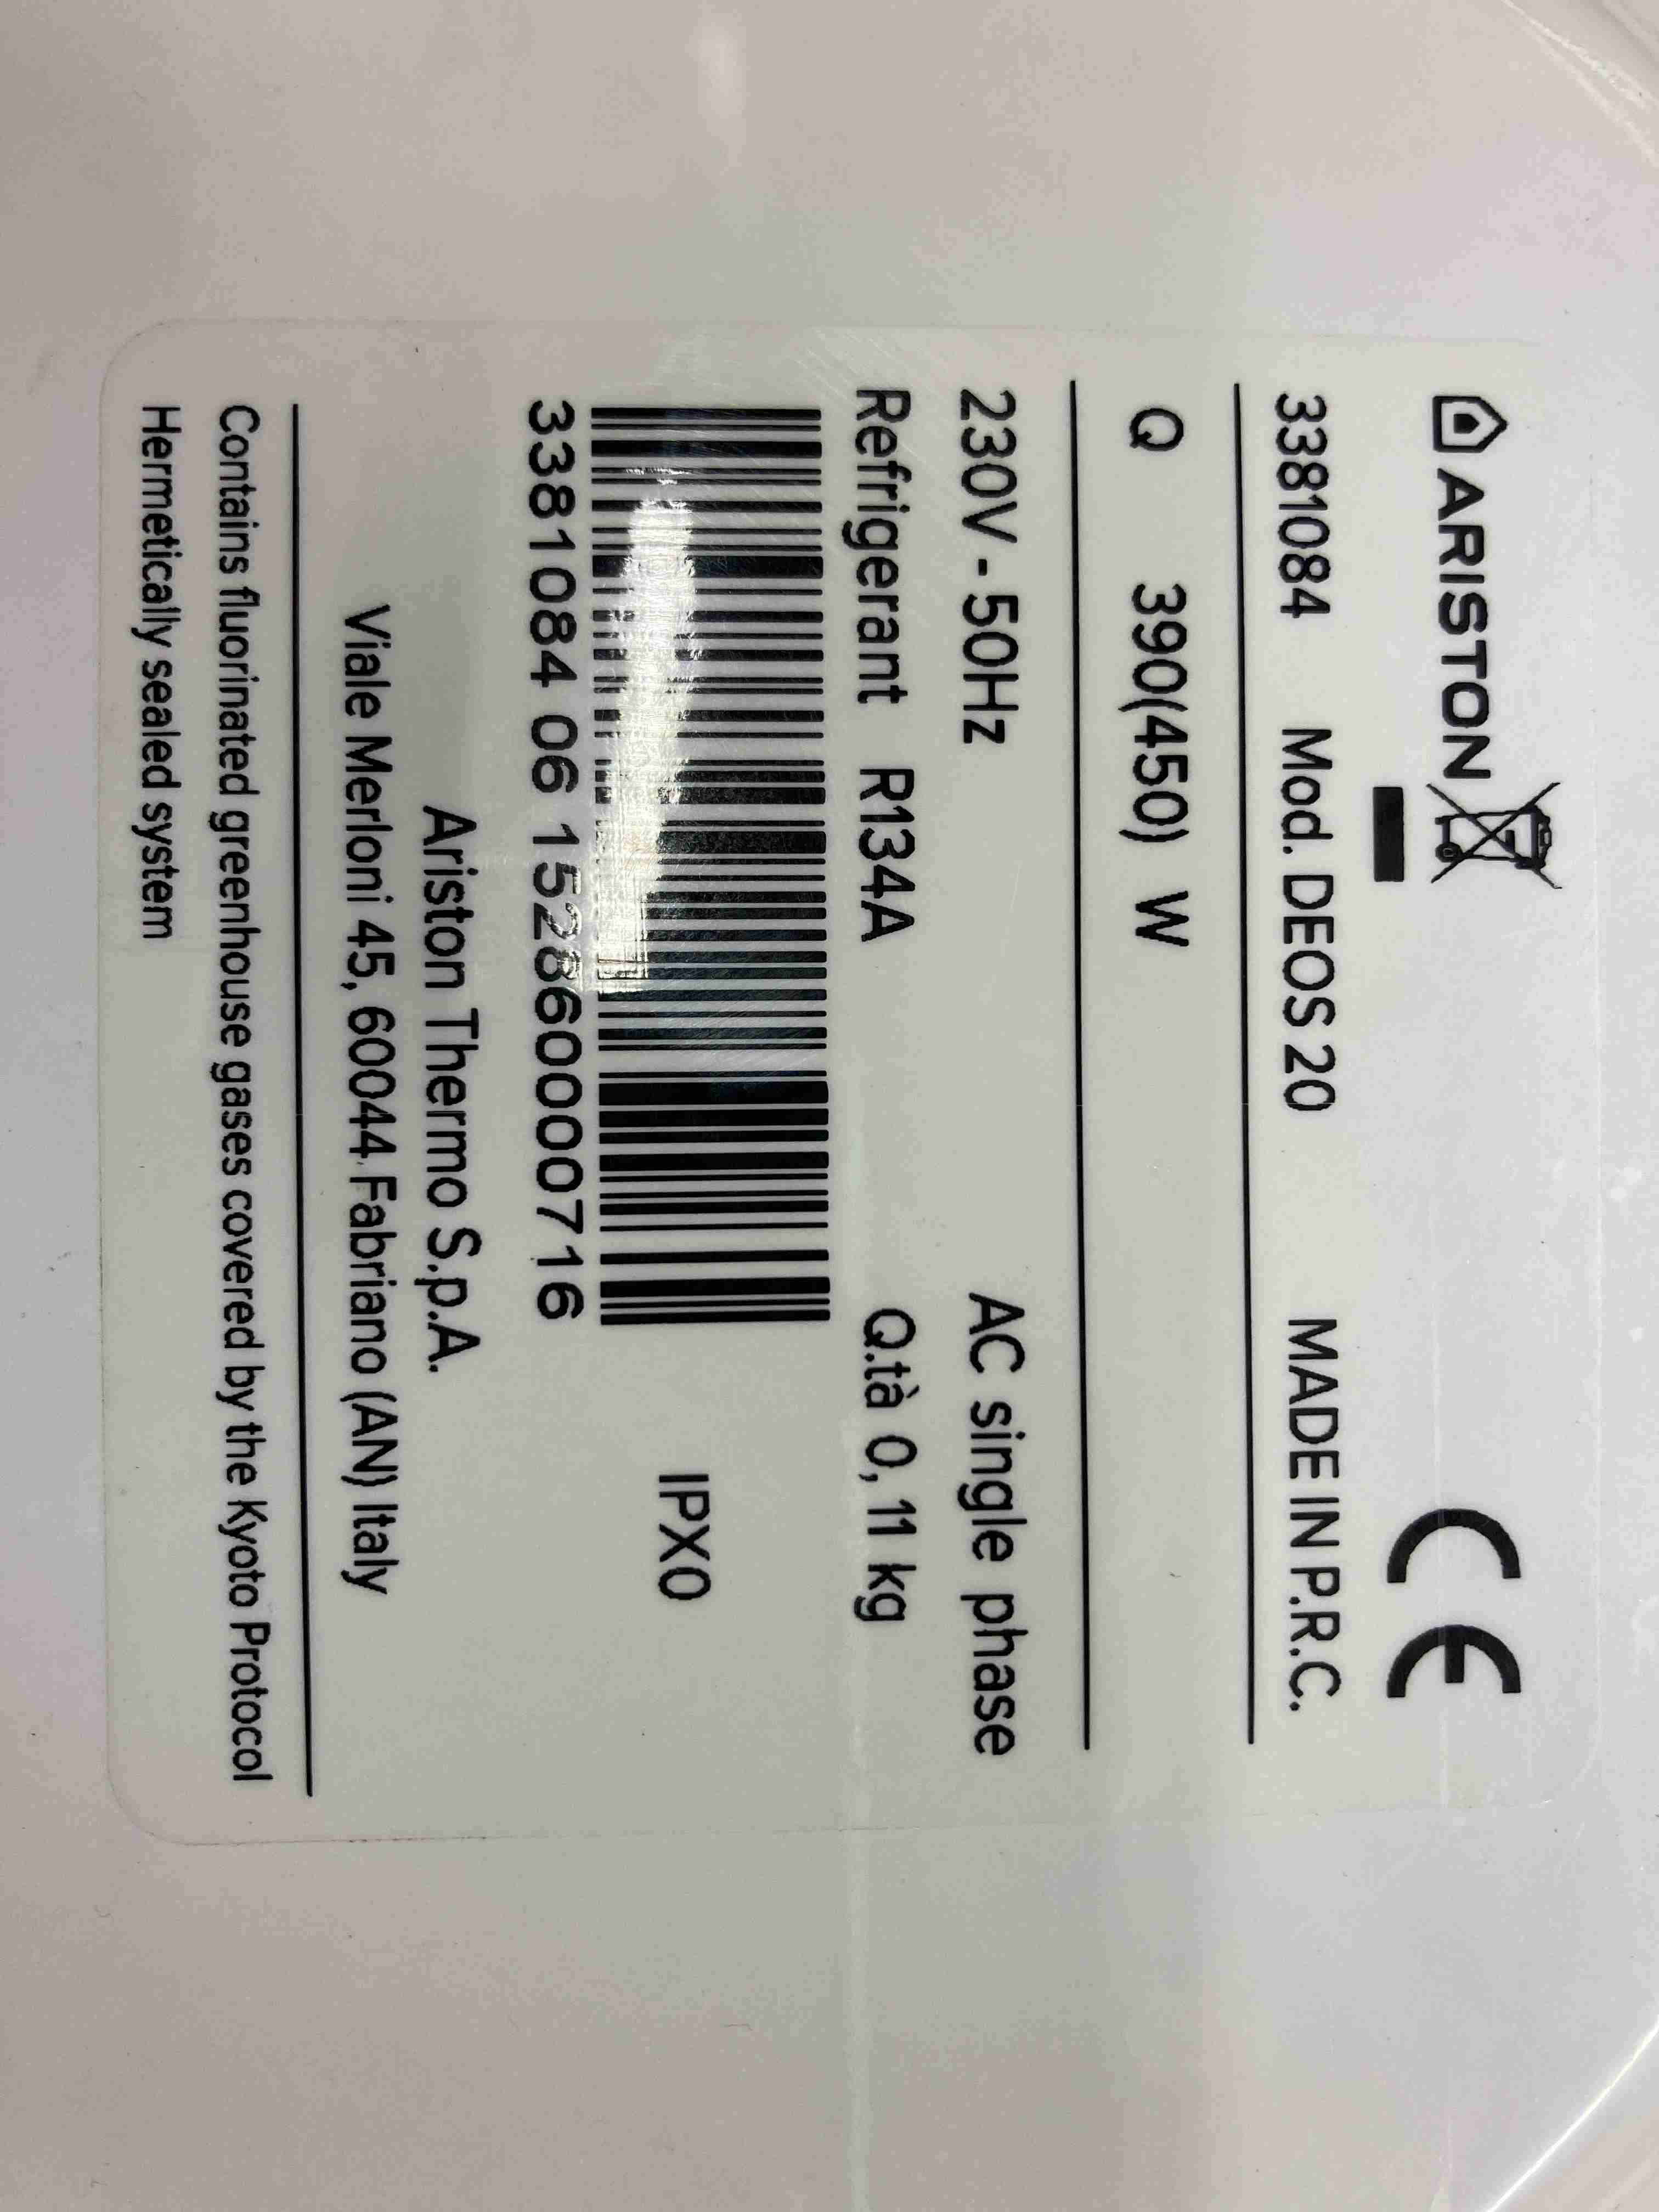 ARISTON
3381084 Mod. DEOS 20 MADE IN P.R.C.
Q 390(450) W
230V - 50Hz AC single phase
Refrigerant R134A Q.tà 0, 11 kg
IPX0
3381084 06 152860000716
Ariston Thermo S.p.A.
Viale Merloni 45, 60044 Fabriano (AN) Italy
Contains fluorinated greenhouse gases covered by the Kyoto Protocol
Hermetically sealed system